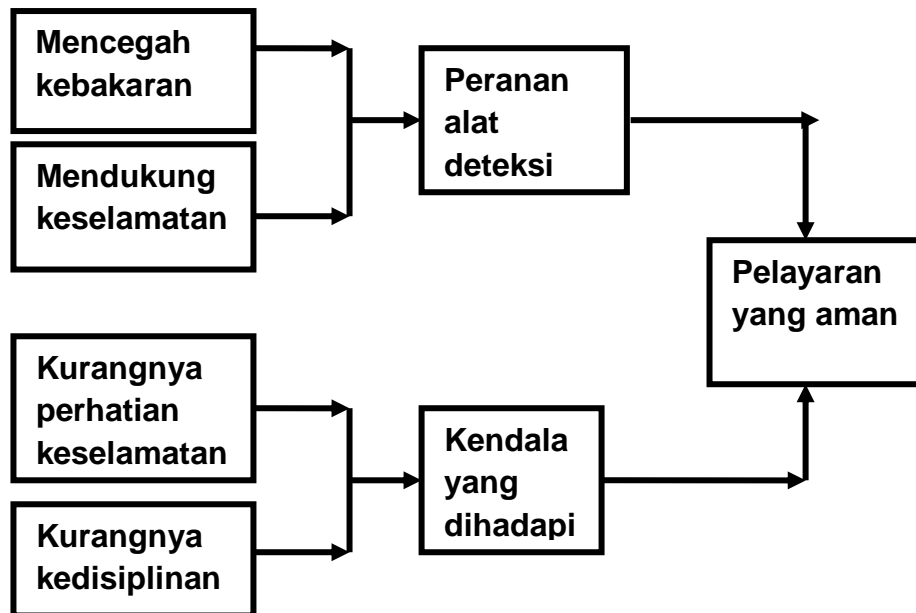 Mencegah
kebakaran
Mendukung
keselamatan
Peranan
alat
deteksi
Pelayaran
yang aman
Kurangnya
perhatian
keselamatan
Kurangnya
kedisiplinan
Kendala
yang
dihadapi